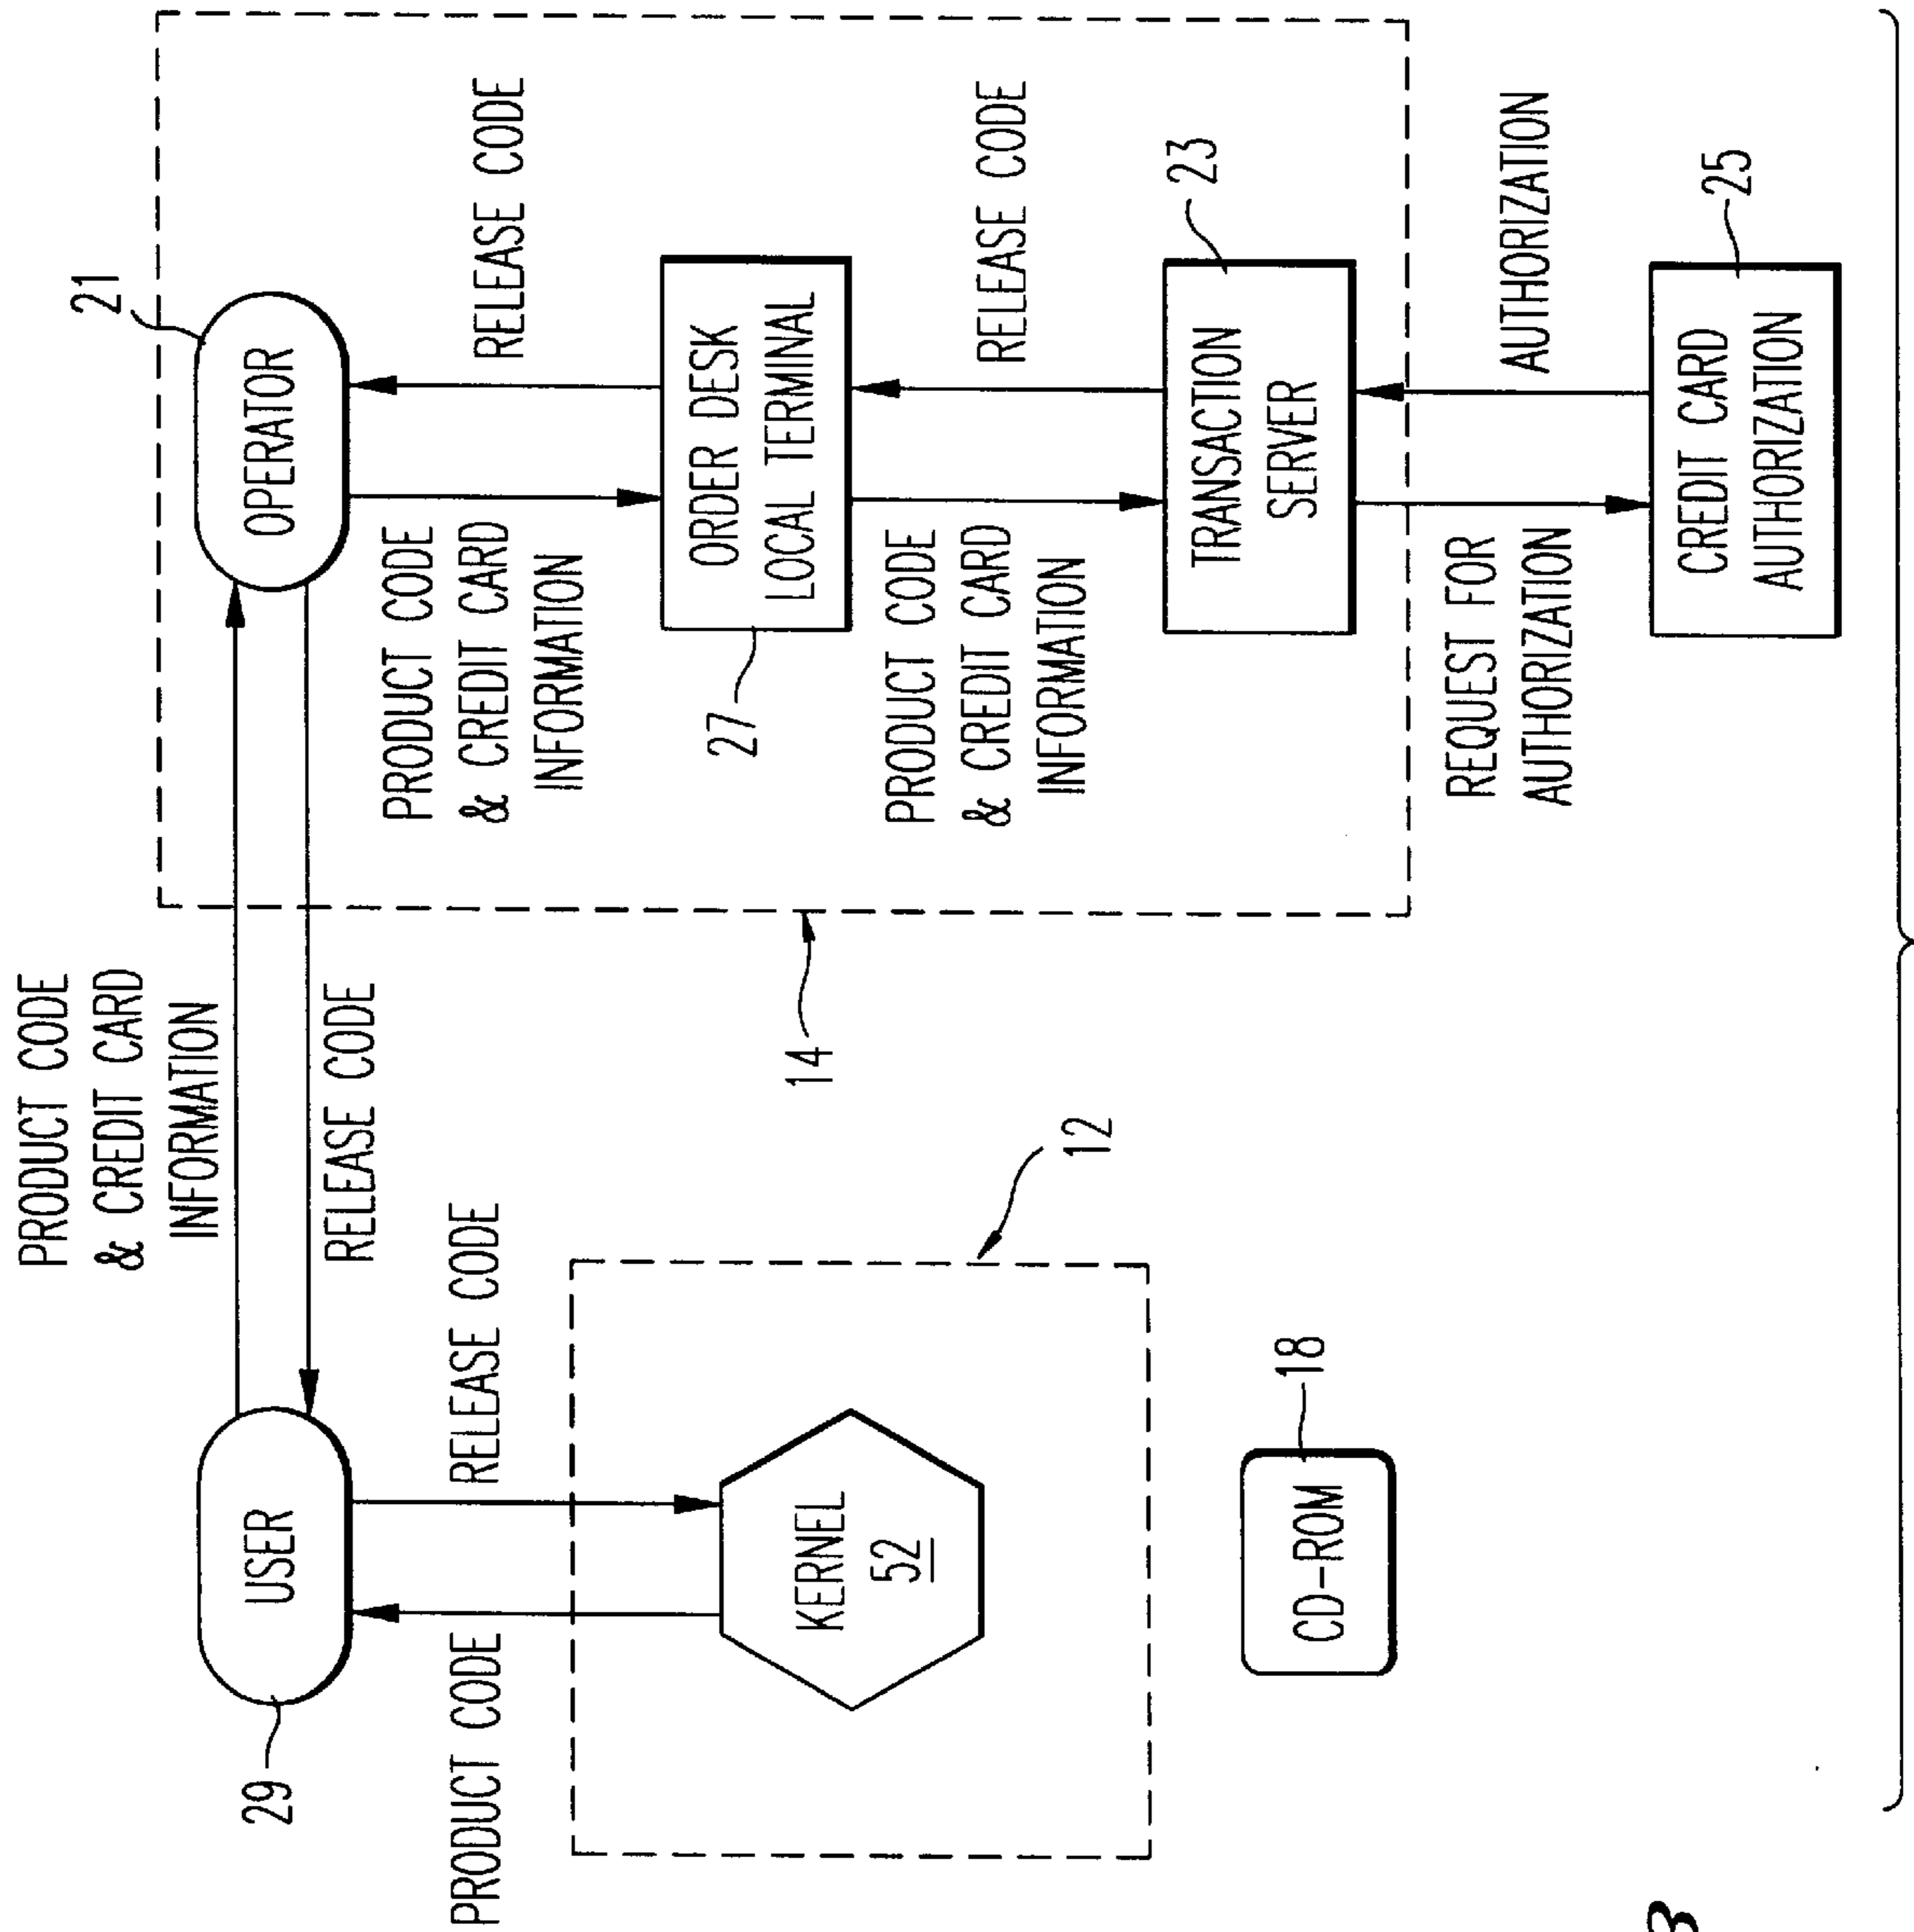 PRODUCT CODE
& CREDIT CARD
INFORMATION
RELEASE CODE
29
USER
21
OPERATOR
PRODUCT CODE
RELEASE CODE
12
KERNEL
52
18
CD-ROM
14
PRODUCT CODE
& CREDIT CARD
INFORMATION
RELEASE CODE
27
ORDER DESK
LOCAL TERMINAL
PRODUCT CODE
& CREDIT CARD
INFORMATION
RELEASE CODE
23
TRANSACTION
SERVER
REQUEST FOR
AUTHORIZATION
AUTHORIZATION
25
CREDIT CARD
AUTHORIZATION
3